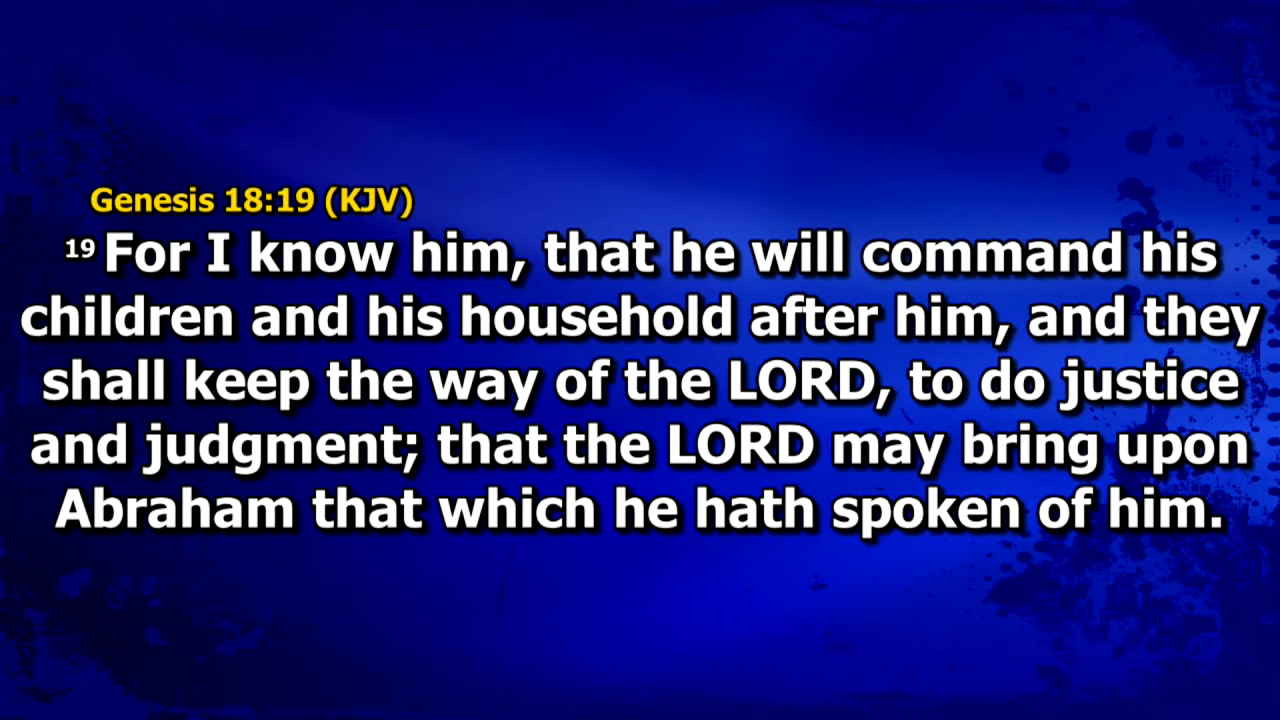 Genesis 18:19 (KJV)
19 For I know him, that he will command his
children and his household after him, and they
shall keep the way of the LORD, to do justice
and judgment; that the LORD may bring upon
Abraham that which he hath spoken of him.